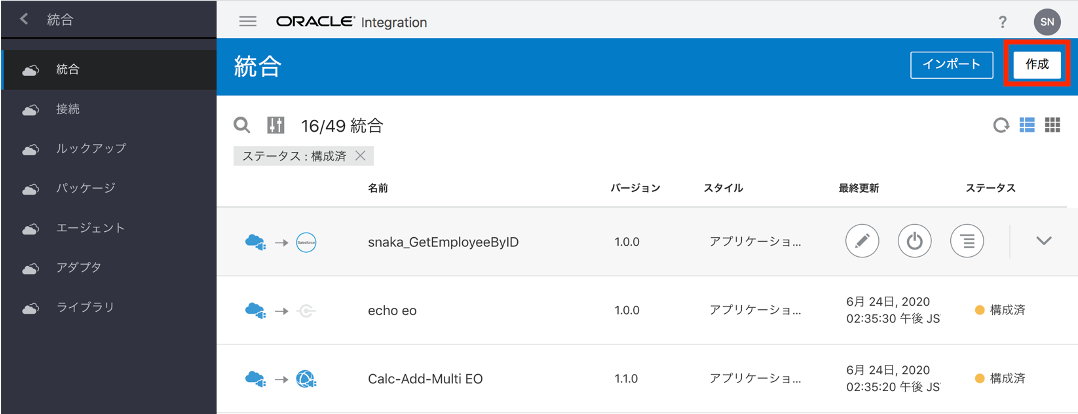 統合
統合
接続
ルックアップ
パッケージ
エージェント
アダプタ
ライブラリ
ORACLE Integration
?
SN
統合
インポート
作成
16/49 統合
ステータス : 構成済
名前
バージョン
スタイル
最終更新
ステータス
snaka_GetEmployeeByID
1.0.0
アプリケーショ...
echo eo
1.0.0
アプリケーショ...
6月 24日, 2020
02:35:30 午後 JS
構成済
Calc-Add-Multi EO
1.1.0
アプリケーショ...
6月 24日, 2020
02:35:20 午後 JS
構成済